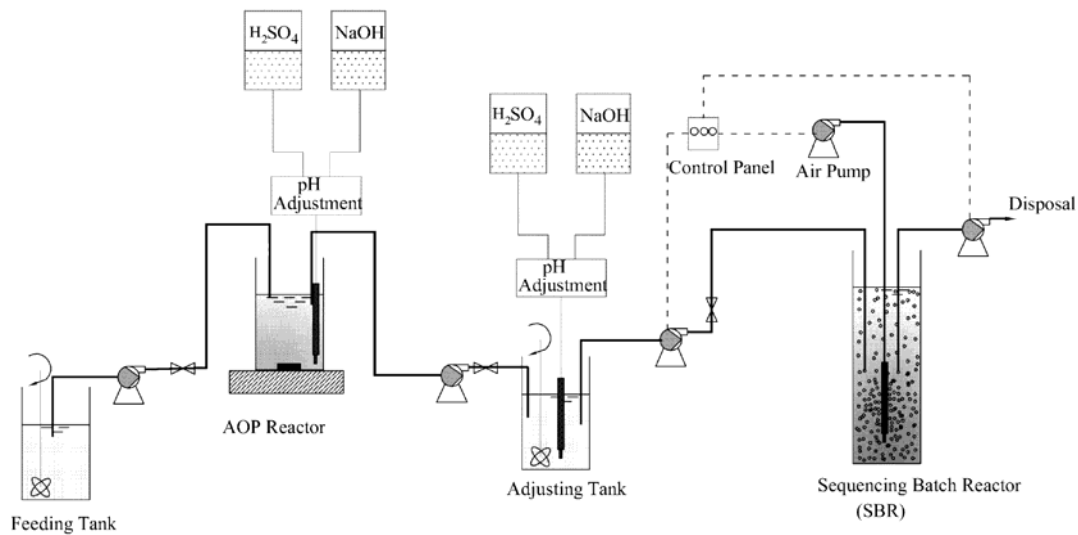 H₂SO₄
NaOH
pH
Adjustment
H₂SO₄
NaOH
pH
Adjustment
Control Panel
Air Pump
Disposal
AOP Reactor
Feeding Tank
Adjusting Tank
Sequencing Batch Reactor
(SBR)